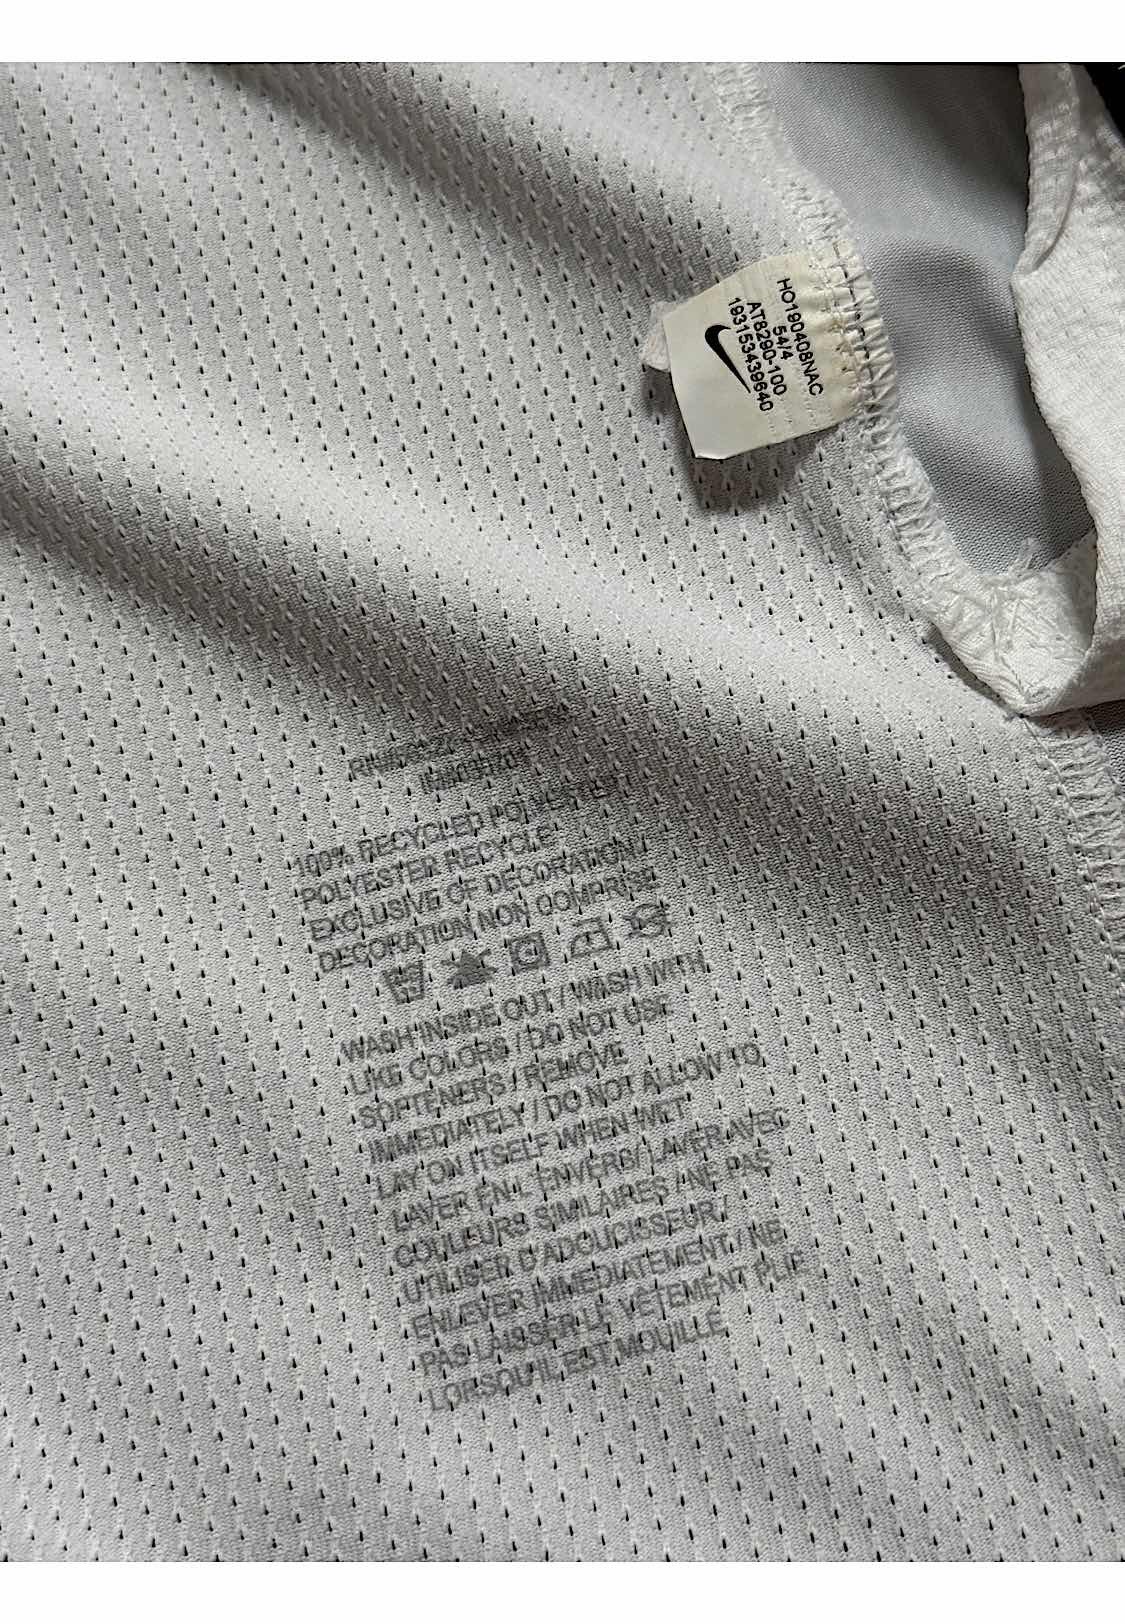 HO190408NAC
54/4
AT8290-100
193153439640
100% RECYCLED POLYESTER
POLYESTER RECYCLE
EXCLUSIVE OF DECORATION/
DECORATION NON COMPRISE
WASH INSIDE OUT / WASH WITH
LIKE COLORS / DO NOT USE
SOFTENERS / REMOVE
IMMEDIATELY / DO NOT ALLOW TO
LAY ON ITSELF WHEN WET
LAVER EN L'ENVERS/ LAVER AVEC
COULEURS SIMILAIRES / NE PAS
UTILISER D'ADOUCISSEUR /
ENLEVER IMMEDIATEMENT / NE
PAS LAISSER LE VÊTEMENT PLIE
LORSQU'IL EST MOUILLÉ